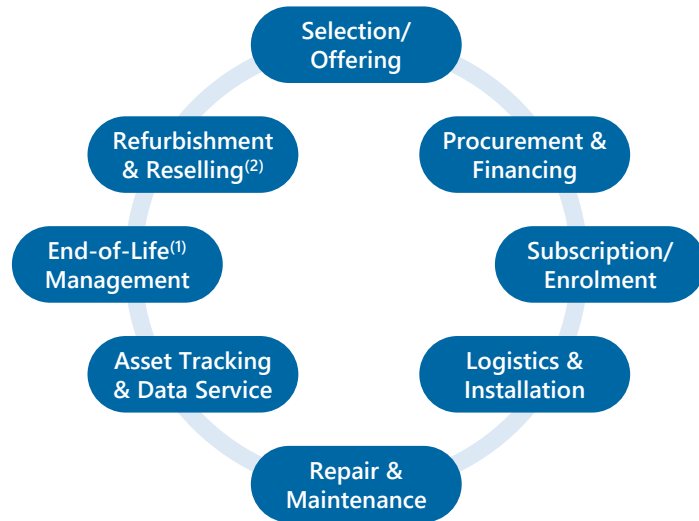 Selection/
Offering
Refurbishment
& Reselling(2)
Procurement &
Financing
End-of-Life(1)
Management
Subscription/
Enrolment
Asset Tracking
& Data Service
Logistics &
Installation
Repair &
Maintenance